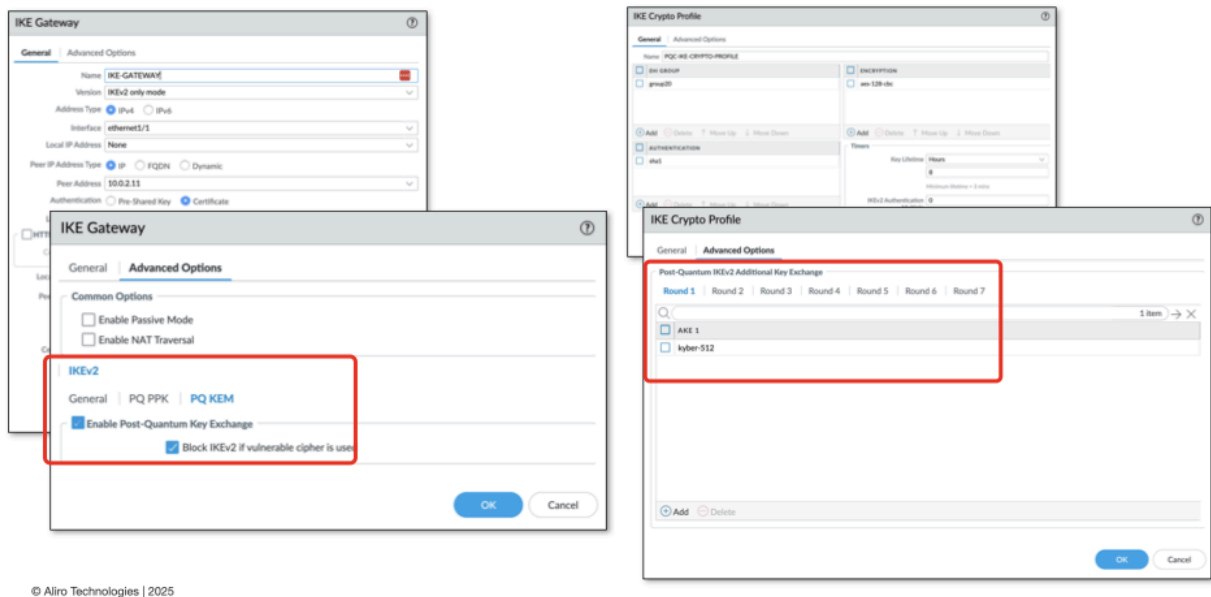 IKE Gateway
General Advanced Options
Name IKE-GATEWAY
Version IKEv2 only mode
Address Type IPv4 IPv6
Interface ethernet1/1
Local IP Address None
Peer IP Address Type IP FQDN Dynamic
Peer Address 10.0.2.11
Authentication Pre-Shared Key Certificate
IKE Gateway
General Advanced Options
Common Options
Enable Passive Mode
Enable NAT Traversal
IKEv2
General PQ PPK PQ KEM
Enable Post-Quantum Key Exchange
Block IKEv2 if vulnerable cipher is used
OK Cancel
IKE Crypto Profile
General Advanced Options
Name PQC-IKE-CRYPTO-PROFILE
DH GROUP
group20
Add Delete Move Up Move Down
ENCRYPTION
aes-128-cbc
Add Delete Move Up Move Down
AUTHENTICATION
sha1
Add Delete Move Up Move Down
Timers
Key Lifetime Hours
8
Minimum lifetime = 3 mins
IKEv2 Authentication 0
IKE Crypto Profile
General Advanced Options
Post-Quantum IKEv2 Additional Key Exchange
Round 1 Round 2 Round 3 Round 4 Round 5 Round 6 Round 7
1 item
AKE 1
kyber-512
Add Delete
OK Cancel
© Aliro Technologies | 2025